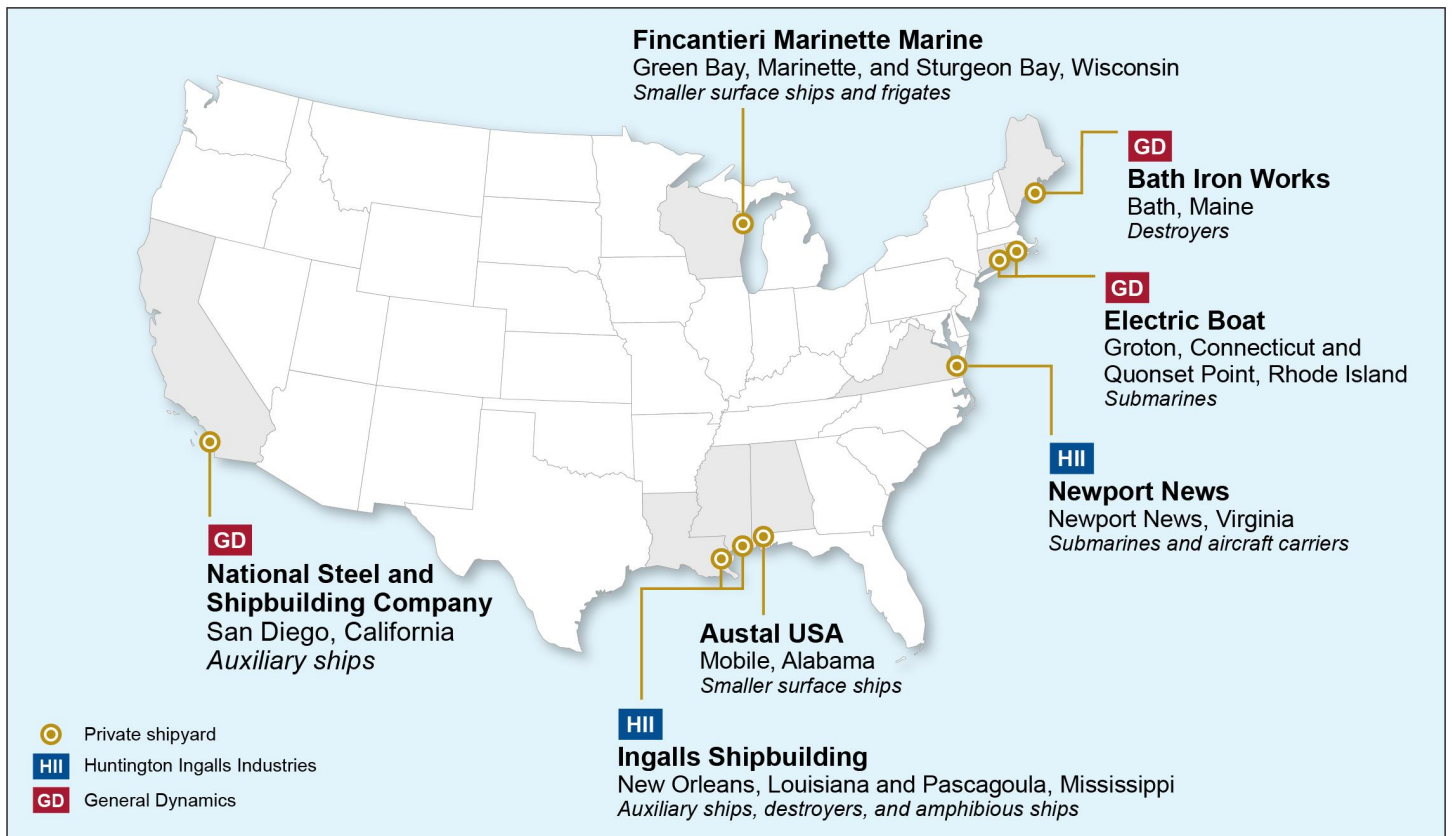 Fincantieri Marinette Marine
Green Bay, Marinette, and Sturgeon Bay, Wisconsin
Smaller surface ships and frigates
GD
Bath Iron Works
Bath, Maine
Destroyers
GD
Electric Boat
Groton, Connecticut and
Quonset Point, Rhode Island
Submarines
HII
Newport News
Newport News, Virginia
Submarines and aircraft carriers
GD
National Steel and
Shipbuilding Company
San Diego, California
Auxiliary ships
Austal USA
Mobile, Alabama
Smaller surface ships
HII
Ingalls Shipbuilding
New Orleans, Louisiana and Pascagoula, Mississippi
Auxiliary ships, destroyers, and amphibious ships
Private shipyard
HII Huntington Ingalls Industries
GD General Dynamics